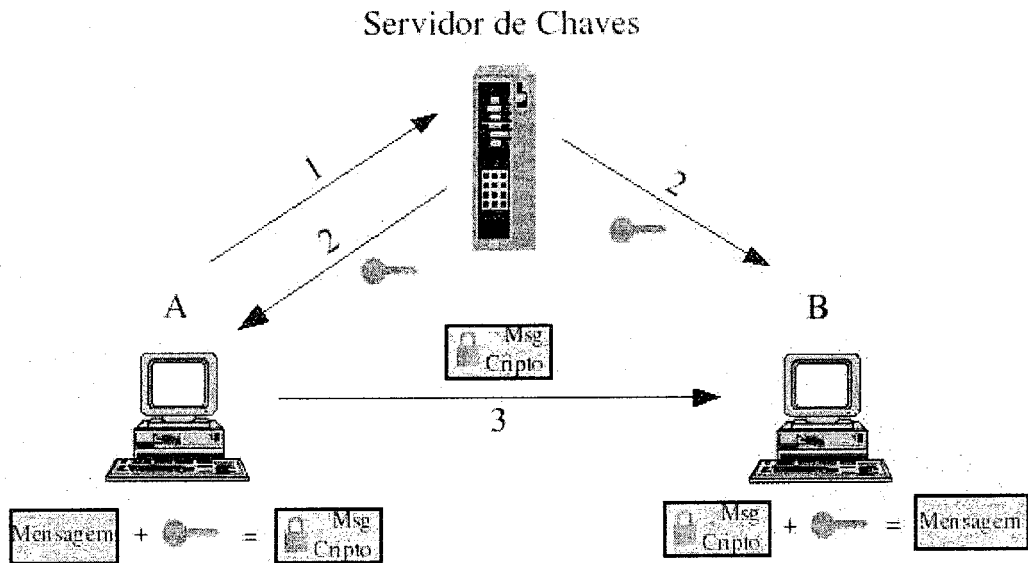 Servidor de Chaves
1
2
2
A
B
Msg
Cripto
3
Mensagem + = Msg
Cripto
Msg
Cripto + = Mensagem